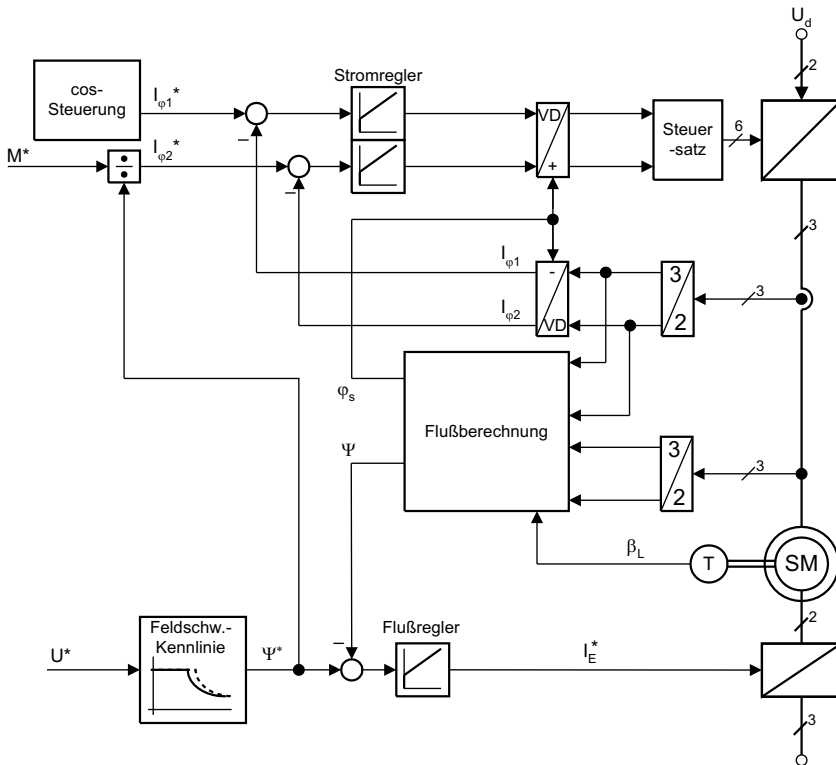 U_d
cos-
Steuerung
I_φ1*
Stromregler
2
VD
Steuer
-satz
6
M*
÷
I_φ2*
−
−
+
3
I_φ1
-
3
2
3
I_φ2
VD
φ_s
Flußberechnung
Ψ
3
2
3
β_L
T
SM
2
Feldschw.-
Kennlinie
Flußregler
U*
Ψ*
−
I_E*
3